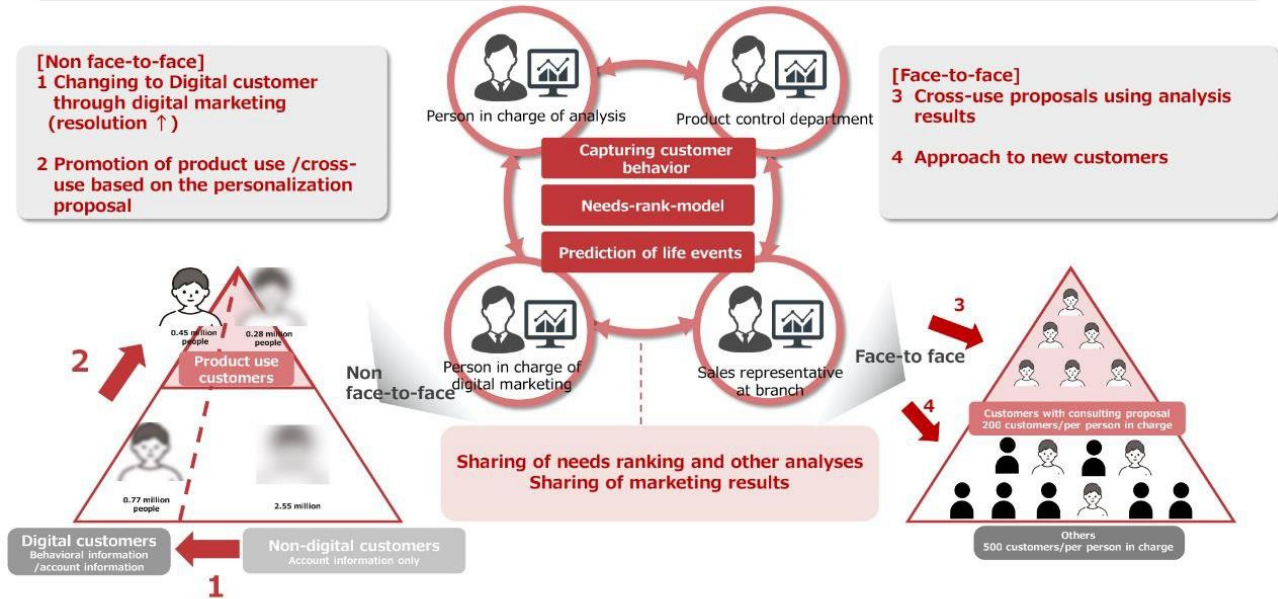 [Non face-to-face]
1 Changing to Digital customer
through digital marketing
(resolution ↑)
2 Promotion of product use /cross-
use based on the personalization
proposal
Person in charge of analysis
Product control department
Capturing customer
behavior
Needs-rank-model
Prediction of life events
Person in charge of
digital marketing
Sales representative
at branch
[Face-to-face]
3 Cross-use proposals using analysis
results
4 Approach to new customers
0.45 million
people
0.28 million
people
Product use
customers
2
0.77 million
people
2.55 million
Digital customers
Behavioral information
/account information
Non-digital customers
Account information only
1
Non
face-to-face
Sharing of needs ranking and other analyses
Sharing of marketing results
Face-to face
3
4
Customers with consulting proposal
200 customers/per person in charge
Others
500 customers/per person in charge